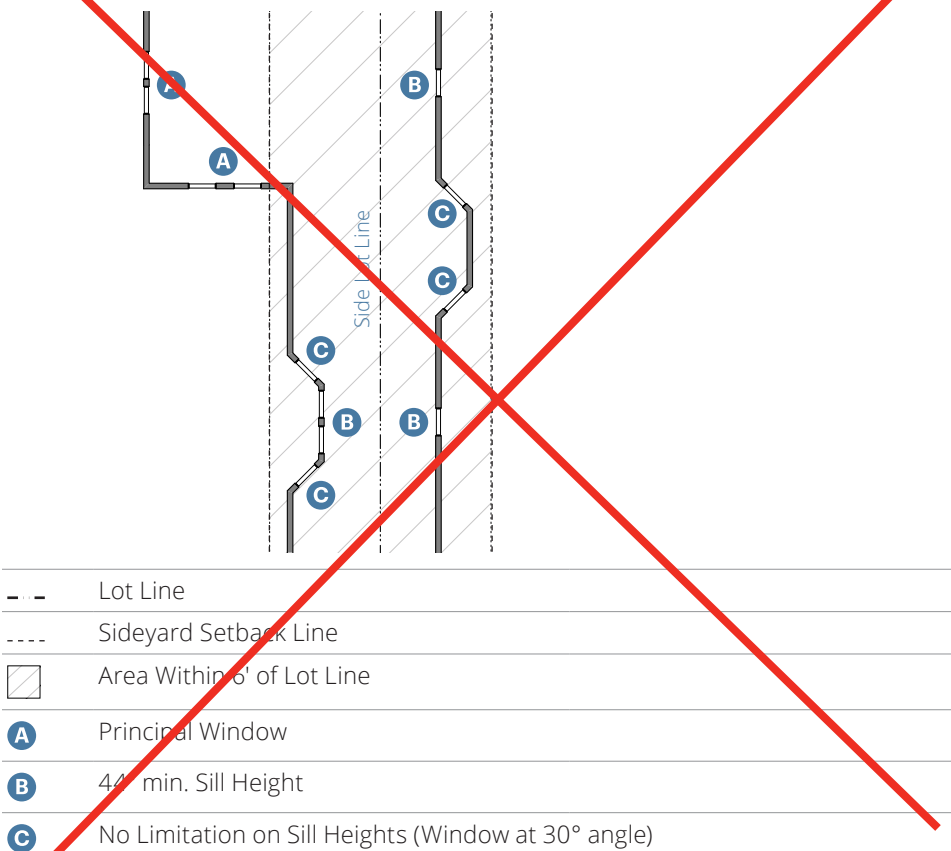 A
B
A
C
Side Lot Line
C
C
B
B
C
Lot Line
Sideyard Setback Line
Area Within 6' of Lot Line
A Principal Window
B 44" min. Sill Height
C No Limitation on Sill Heights (Window at 30° angle)